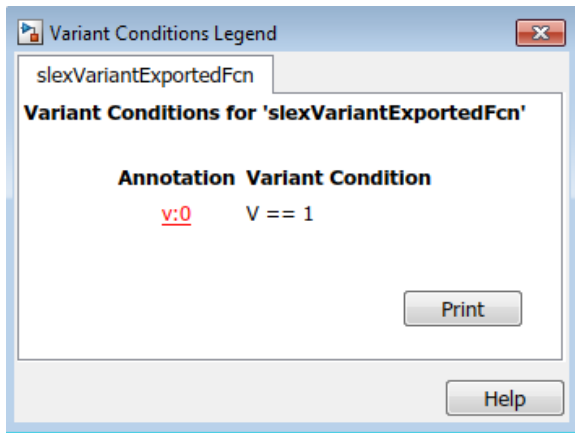 Variant Conditions Legend
slexVariantExportedFcn
Variant Conditions for 'slexVariantExportedFcn'
Annotation Variant Condition
v:0 V == 1
Print
Help